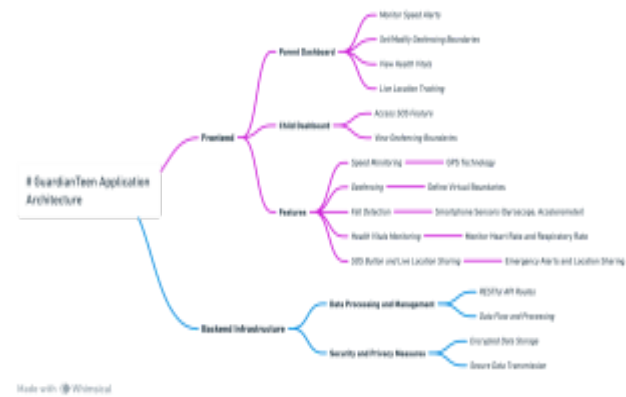 # GuardianTeen Application
Architecture
Frontend
Parent Dashboard
Monitor Speed Alerts
Set/Modify Geofencing Boundaries
View Health Vitals
Live Location Tracking
Child Dashboard
Access SOS Feature
View Geofencing Boundaries
Features
Speed Monitoring
GPS Technology
Geofencing
Define Virtual Boundaries
Fall Detection
Smartphone Sensors (Gyroscope, Accelerometer)
Health Vitals Monitoring
Monitor Heart Rate and Respiratory Rate
SOS Button and Live Location Sharing
Emergency Alerts and Location Sharing
Backend Infrastructure
Data Processing and Management
RESTful API Routes
Data Flow and Processing
Security and Privacy Measures
Encrypted Data Storage
Secure Data Transmission
Made with Whimsical